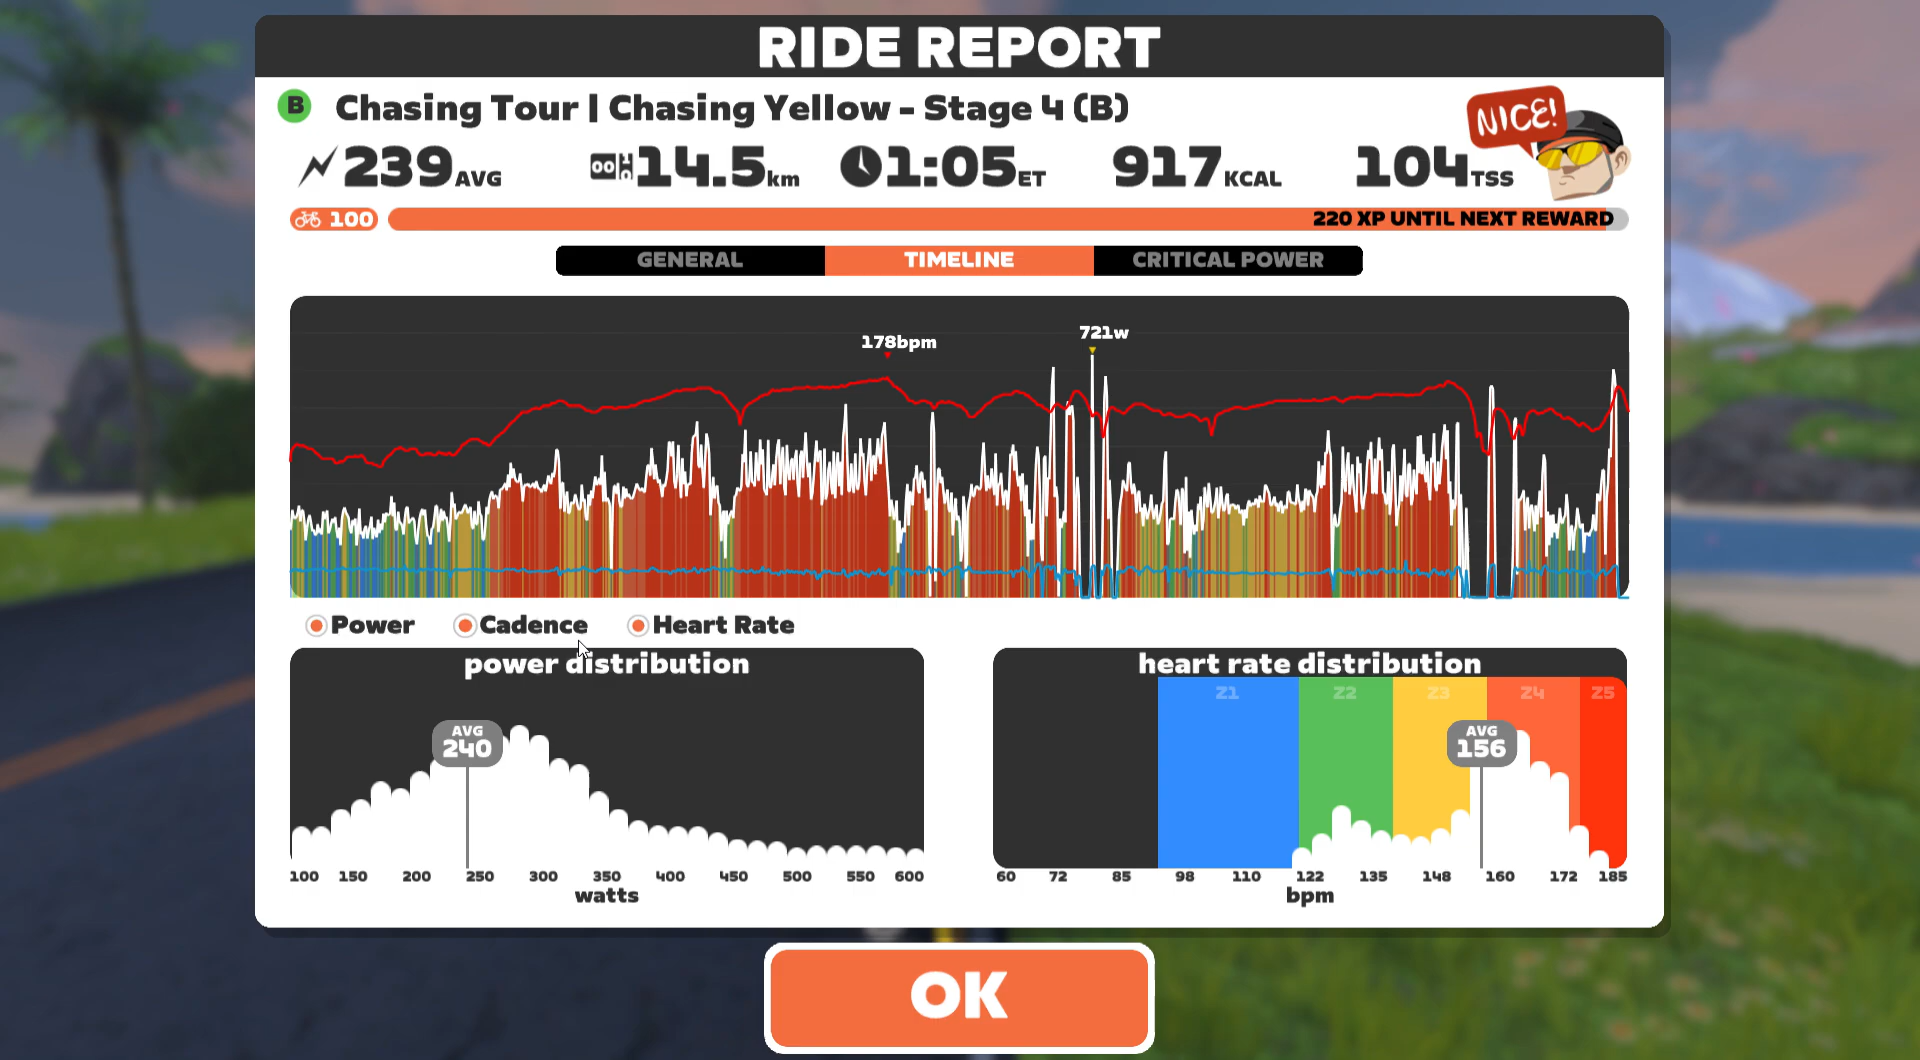 RIDE REPORT
B Chasing Tour | Chasing Yellow - Stage 4 (B)
NICE!
239AVG 14.5km 1:05ET 917KCAL 104TSS
100 220 XP UNTIL NEXT REWARD
GENERAL TIMELINE CRITICAL POWER
721w
178bpm
Power Cadence Heart Rate
power distribution
AVG
240
100 150 200 250 300 350 400 450 500 550 600
watts
heart rate distribution
Z1 Z2 Z3 Z4 Z5
AVG
156
60 72 85 98 110 122 135 148 160 172 185
bpm
OK